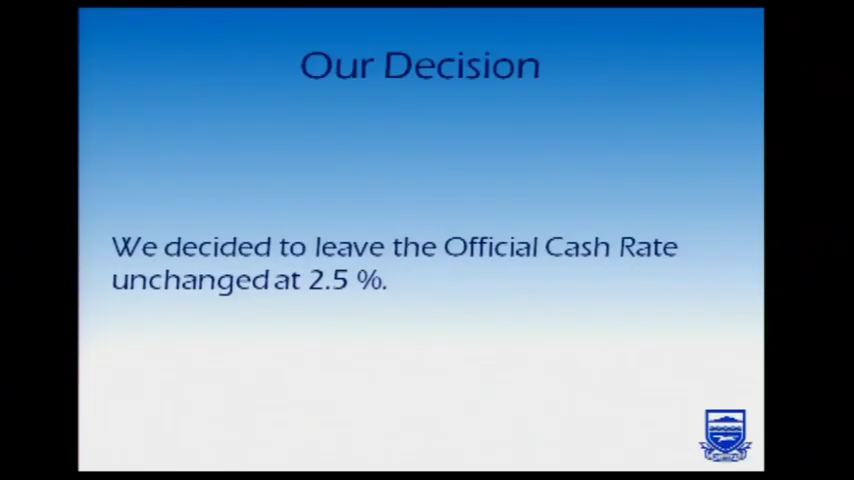 Our Decision
We decided to leave the Official Cash Rate
unchanged at 2.5 %.